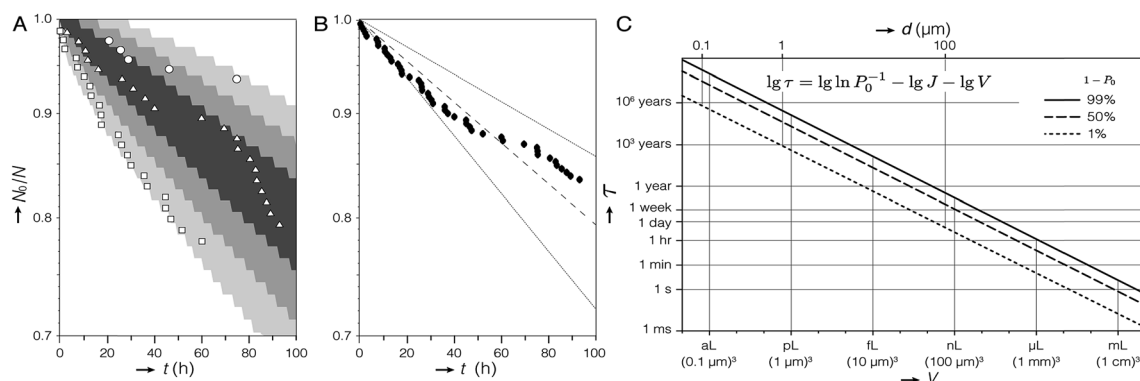 A
1.0
0.9
0.8
0.7
N₀/N
0 20 40 60 80 100
t (h)
B
1.0
0.9
0.8
0.7
0 20 40 60 80 100
t (h)
C
d (μm)
0.1 1 100
lg τ = lg ln P₀⁻¹ – lg J – lg V
1 – P₀
99%
50%
1%
10⁶ years
10³ years
1 year
1 week
1 day
1 hr
1 min
1 s
1 ms
τ
aL pL fL nL μL mL
(0.1 μm)³ (1 μm)³ (10 μm)³ (100 μm)³ (1 mm)³ (1 cm)³
V